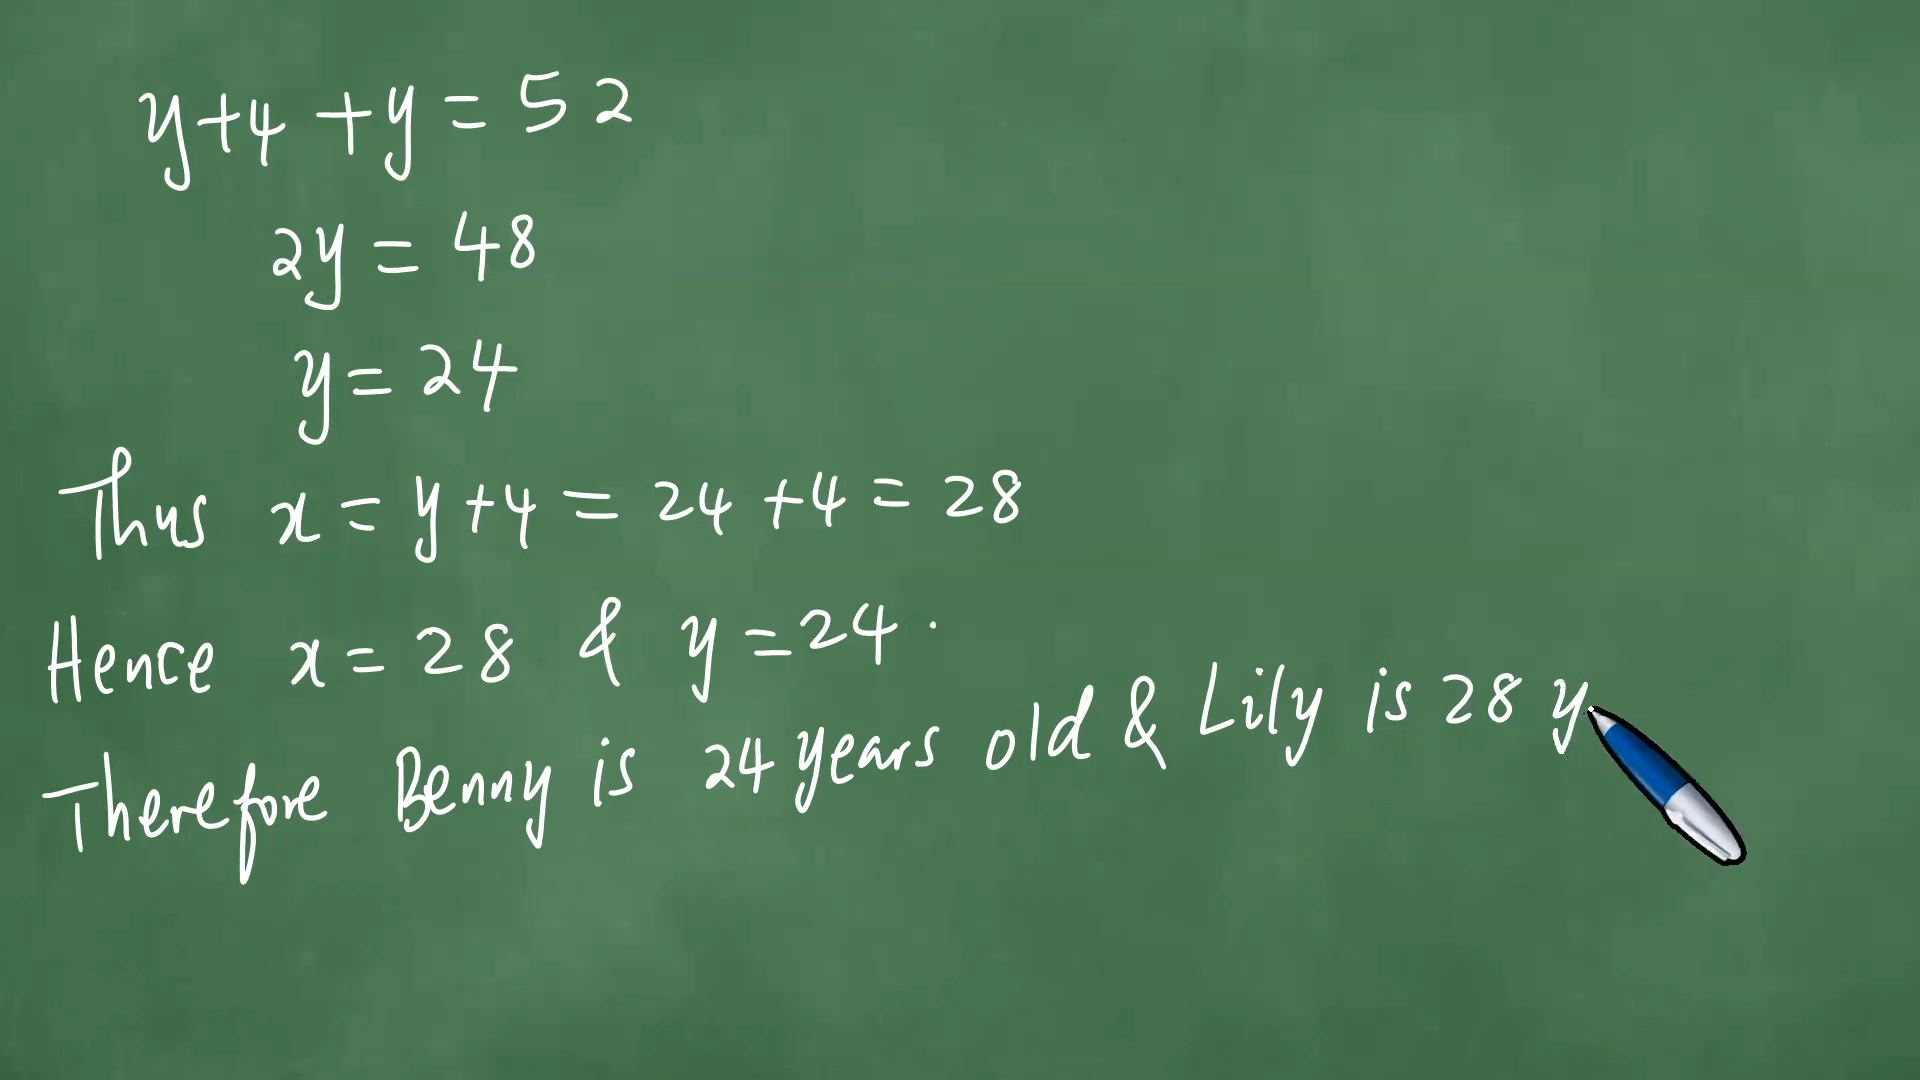 y+4 +y = 52
2y = 48
y = 24
Thus x = y+4 = 24 +4 = 28
Hence x = 28 & y = 24 .
Therefore Benny is 24 years old & Lily is 28 y